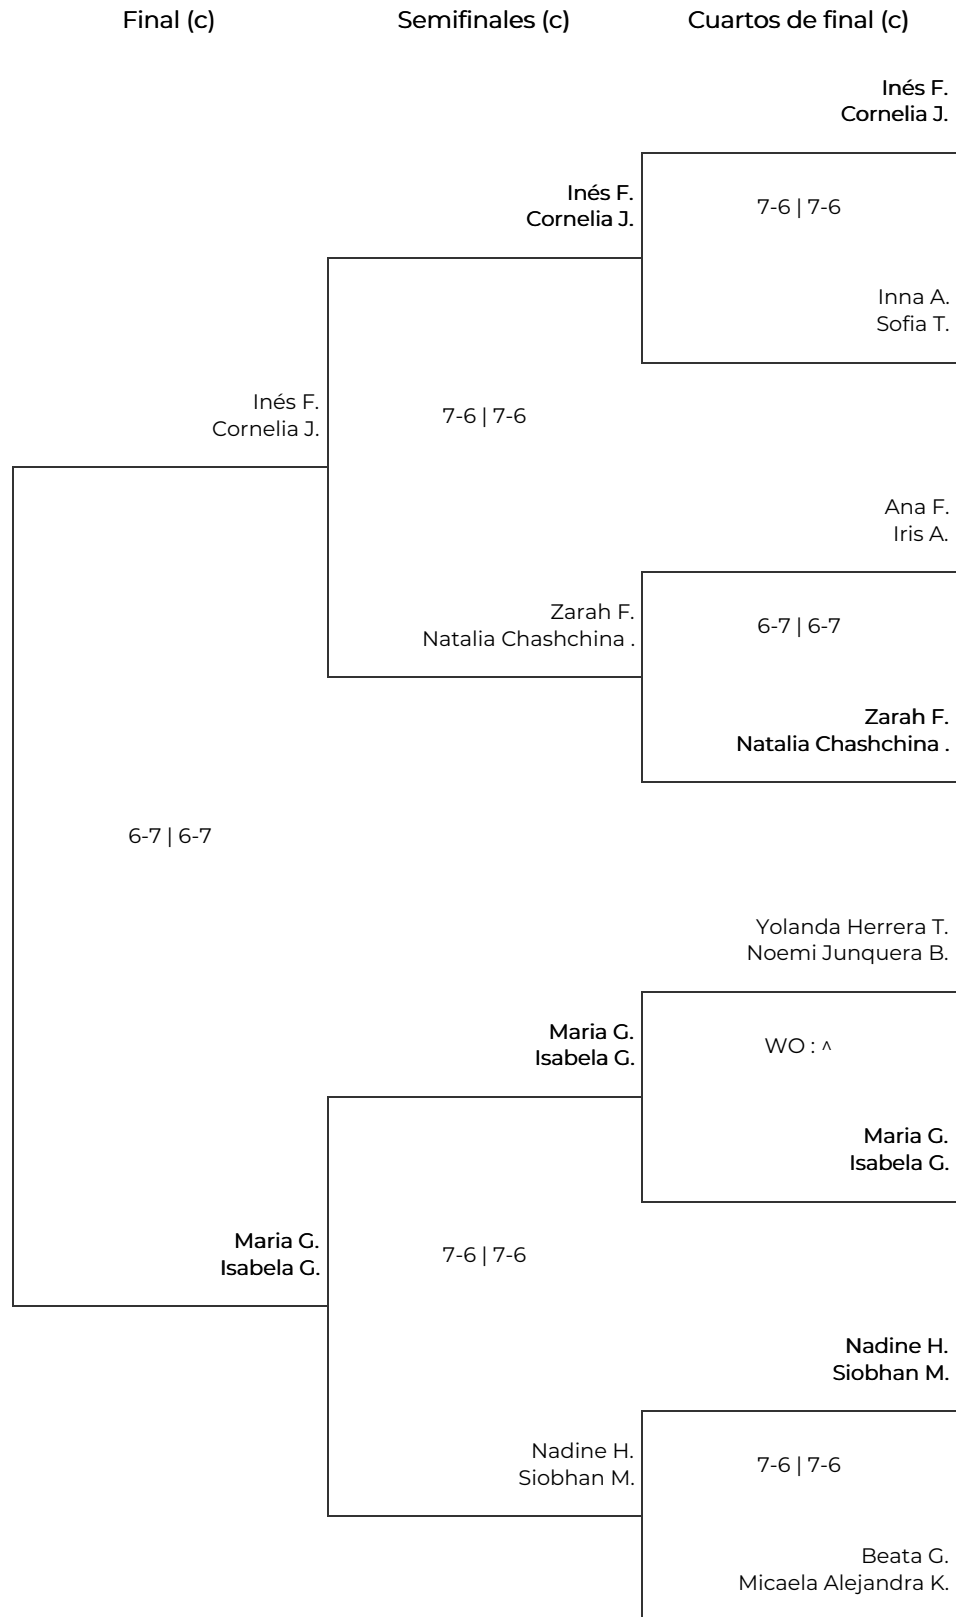 Final (c)
Semifinales (c)
Cuartos de final (c)
Inés F.
Cornelia J.
Inés F.
Cornelia J.
7-6 | 7-6
Inna A.
Sofia T.
Inés F.
Cornelia J.
7-6 | 7-6
Ana F.
Iris A.
Zarah F.
Natalia Chashchina .
6-7 | 6-7
Zarah F.
Natalia Chashchina .
6-7 | 6-7
Yolanda Herrera T.
Noemi Junquera B.
Maria G.
Isabela G.
WO : ^
Maria G.
Isabela G.
Maria G.
Isabela G.
7-6 | 7-6
Nadine H.
Siobhan M.
Nadine H.
Siobhan M.
7-6 | 7-6
Beata G.
Micaela Alejandra K.